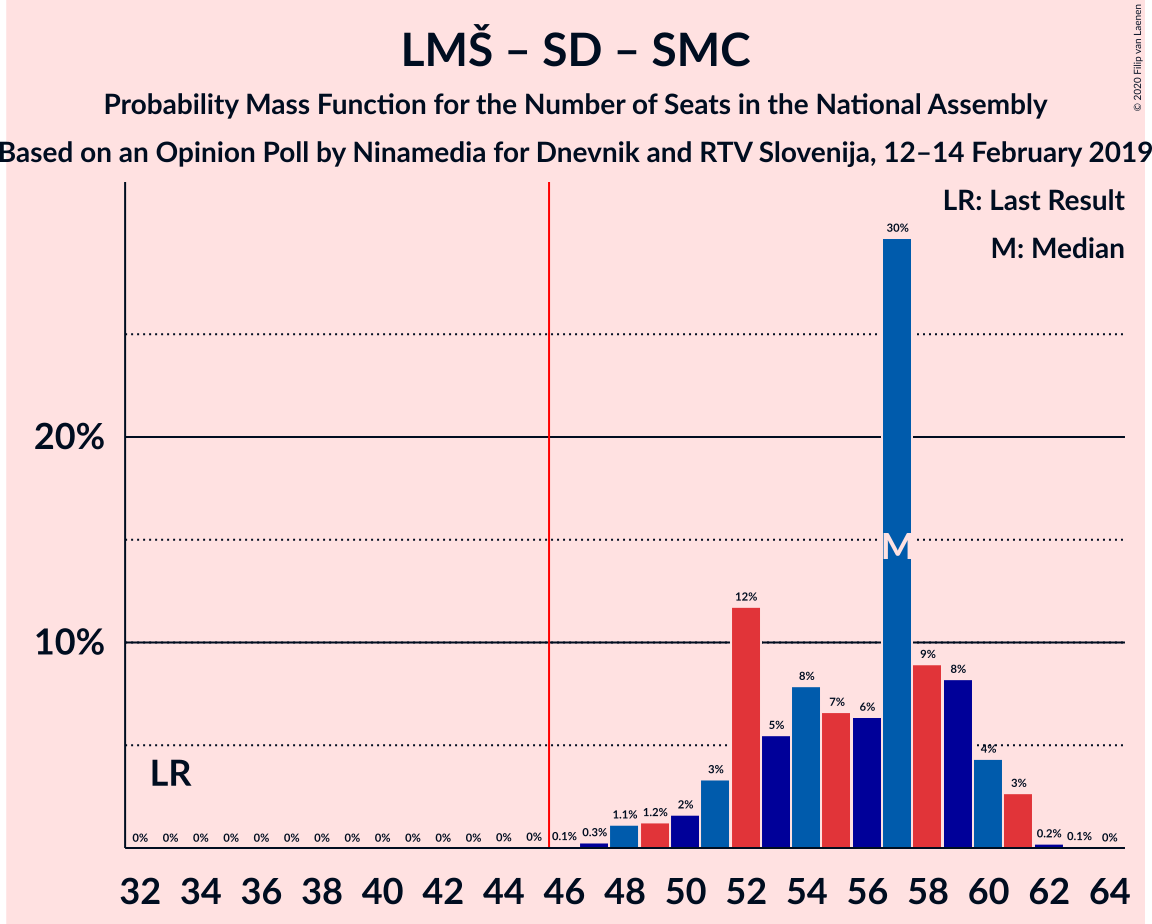 LMŠ – SD – SMC
Probability Mass Function for the Number of Seats in the National Assembly
Based on an Opinion Poll by Ninamedia for Dnevnik and RTV Slovenija, 12–14 February 2019
© 2020 Filip van Laenen
LR: Last Result
M: Median
30%
20%
M
12%
10%
9%
8%
8%
7%
6%
5%
4%
LR
3%
3%
2%
1.1%
1.2%
0% 0% 0% 0% 0% 0% 0% 0% 0% 0% 0% 0% 0% 0% 0.1% 0.3% 0.2% 0.1% 0%
32 34 36 38 40 42 44 46 48 50 52 54 56 58 60 62 64